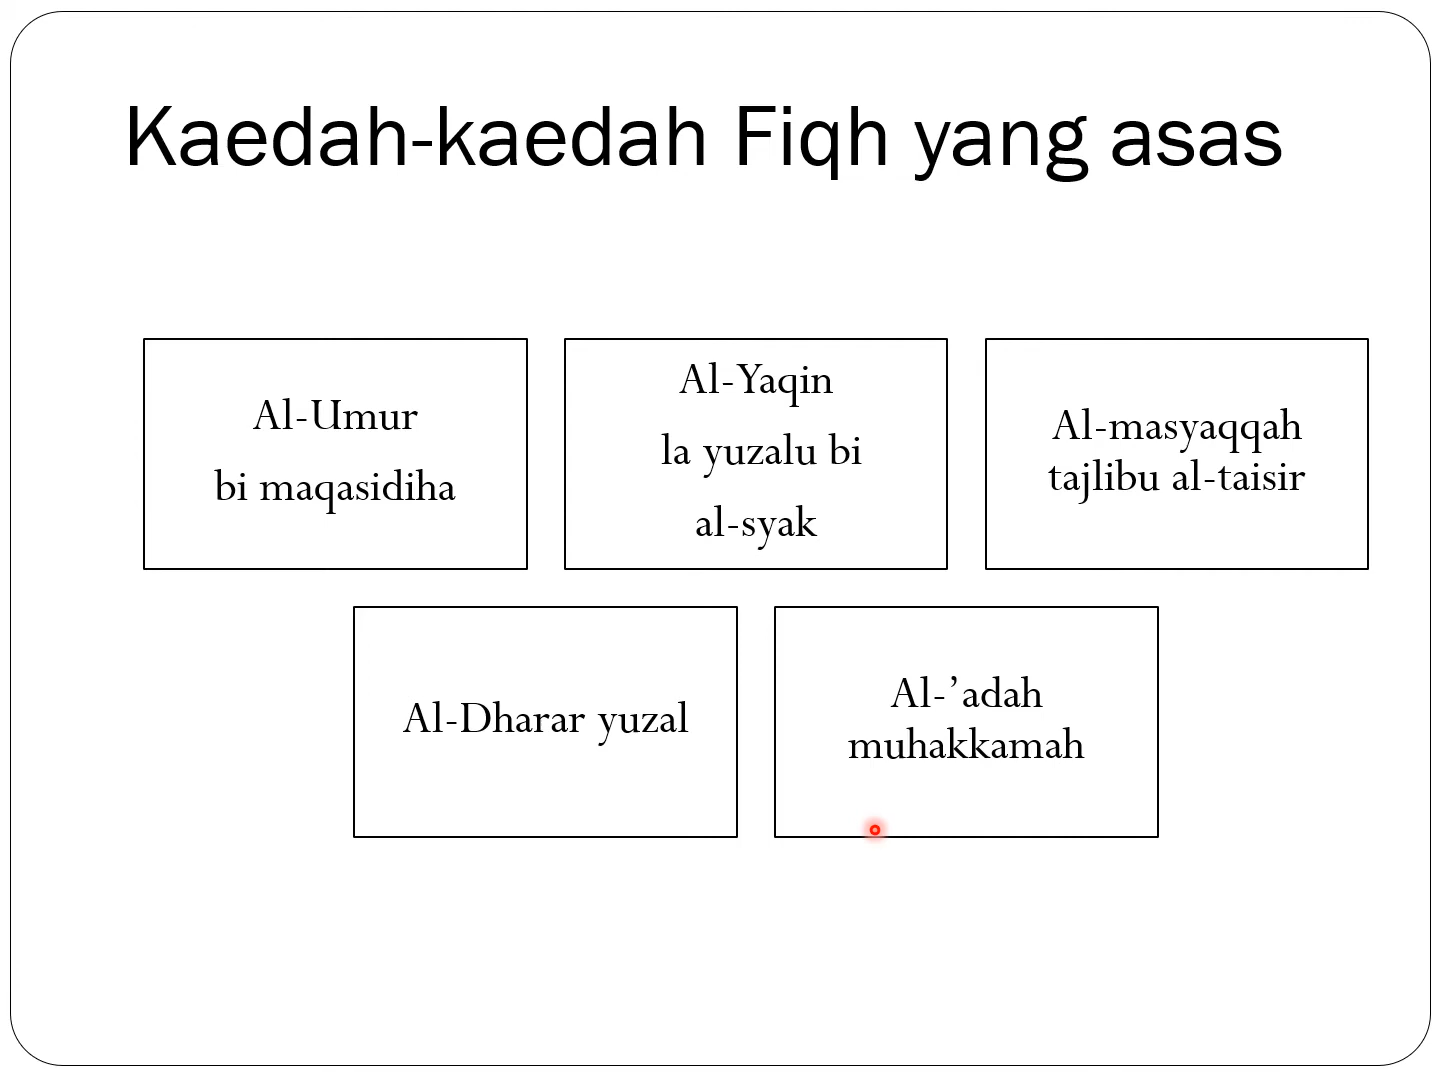 Kaedah-kaedah Fiqh yang asas
Al-Umur
bi maqasidiha
Al-Yaqin
la yuzalu bi
al-syak
Al-masyaqqah
tajlibu al-taisir
Al-Dharar yuzal
Al-’adah
muhakkamah